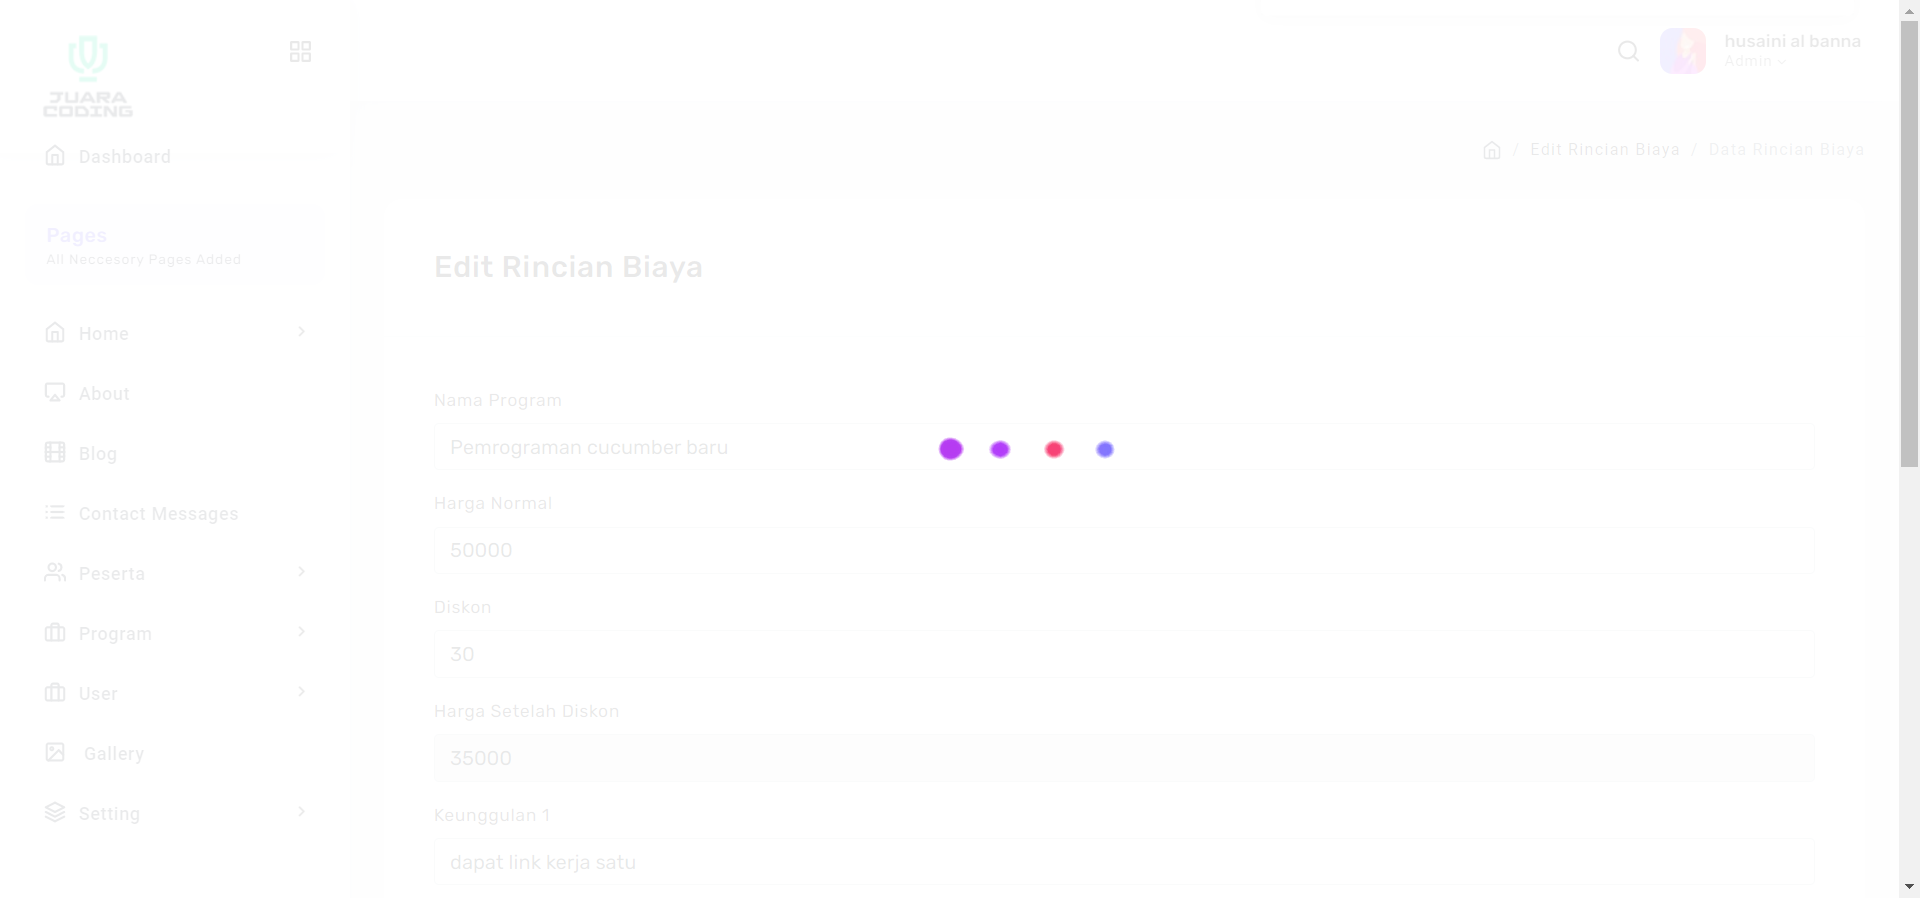 JUARA
CODING
husaini al banna
Admin
Dashboard
/ Edit Rincian Biaya / Data Rincian Biaya
Pages
All Neccesory Pages Added
Home
About
Blog
Contact Messages
Peserta
Program
User
Gallery
Setting
Edit Rincian Biaya
Nama Program
Pemrograman cucumber baru
Harga Normal
50000
Diskon
30
Harga Setelah Diskon
35000
Keunggulan 1
dapat link kerja satu